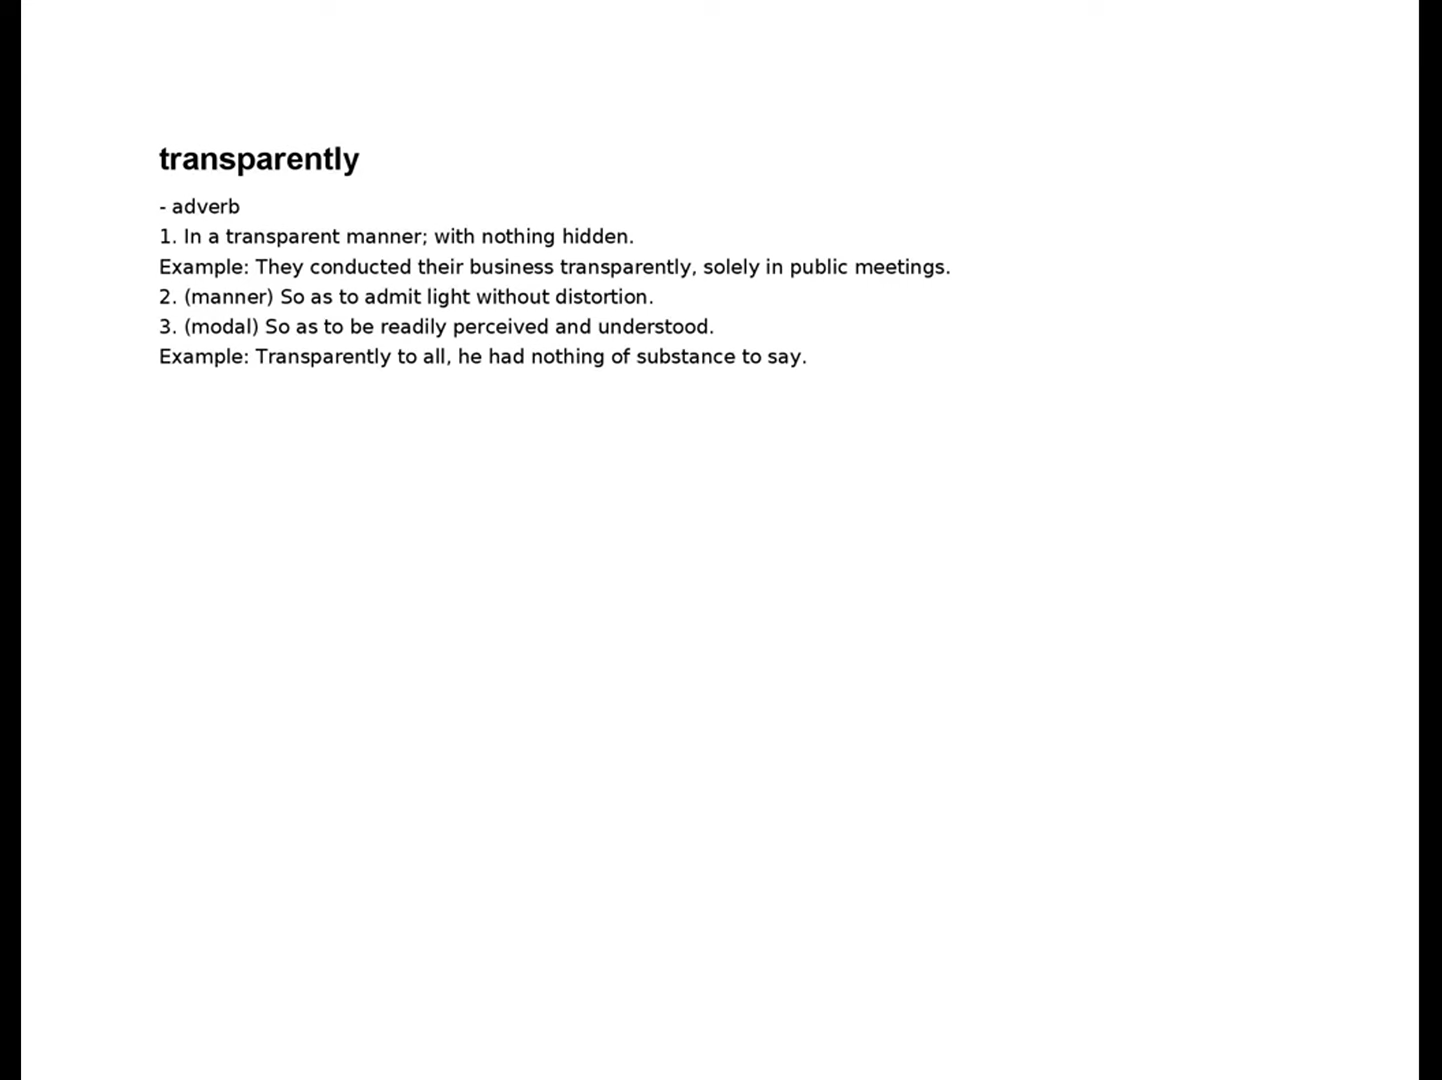 transparently
- adverb
1. In a transparent manner; with nothing hidden.
Example: They conducted their business transparently, solely in public meetings.
2. (manner) So as to admit light without distortion.
3. (modal) So as to be readily perceived and understood.
Example: Transparently to all, he had nothing of substance to say.